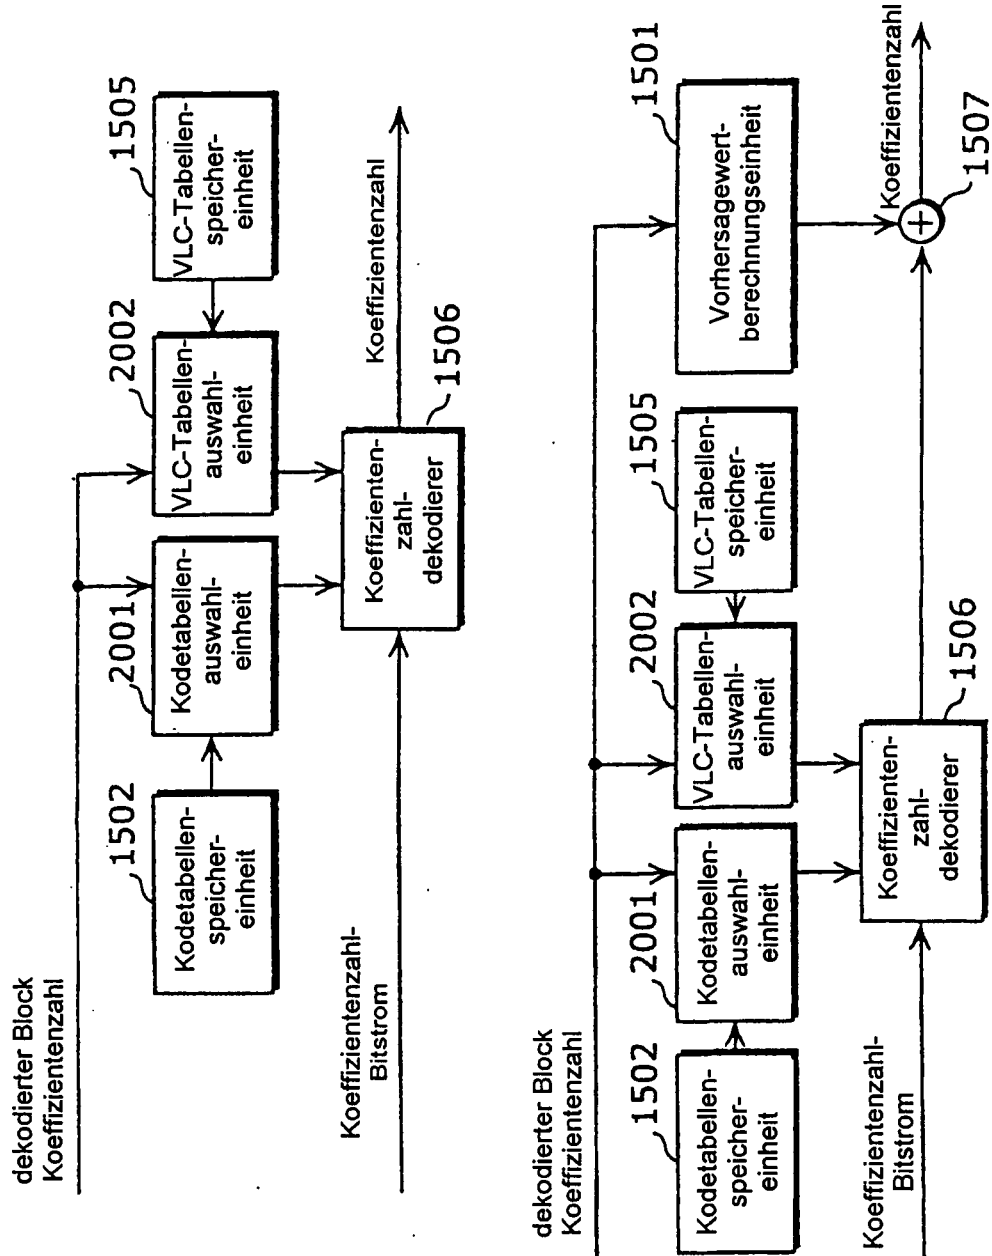 dekodierter Block
Koeffizientenzahl
1502
Kodetabellen-
speicher-
einheit
2001
Kodetabellen-
auswahl-
einheit
2002
VLC-Tabellen-
auswahl-
einheit
1505
VLC-Tabellen-
speicher-
einheit
Koeffizientenzahl-
Bitstrom
Koeffizienten-
zahl-
dekodierer
1506
Koeffizientenzahl
dekodierter Block
Koeffizientenzahl
1502
Kodetabellen-
speicher-
einheit
2001
Kodetabellen-
auswahl-
einheit
2002
VLC-Tabellen-
auswahl-
einheit
1505
VLC-Tabellen-
speicher-
einheit
1501
Vorhersagewert-
berechnungseinheit
Koeffizientenzahl-
Bitstrom
Koeffizienten-
zahl-
dekodierer
1506
+
1507
Koeffizientenzahl